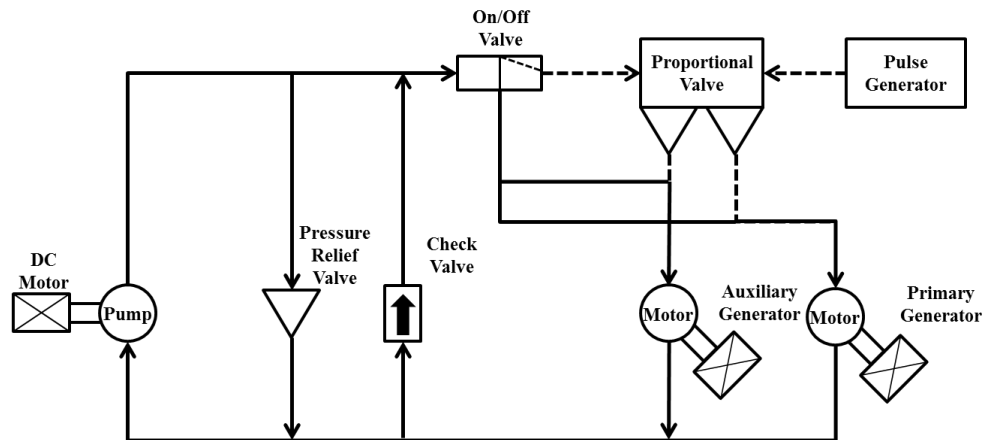 On/Off
Valve
Proportional
Valve
Pulse
Generator
Pressure
Relief
Valve
Check
Valve
DC
Motor
Pump
Motor
Auxiliary
Generator
Motor
Primary
Generator